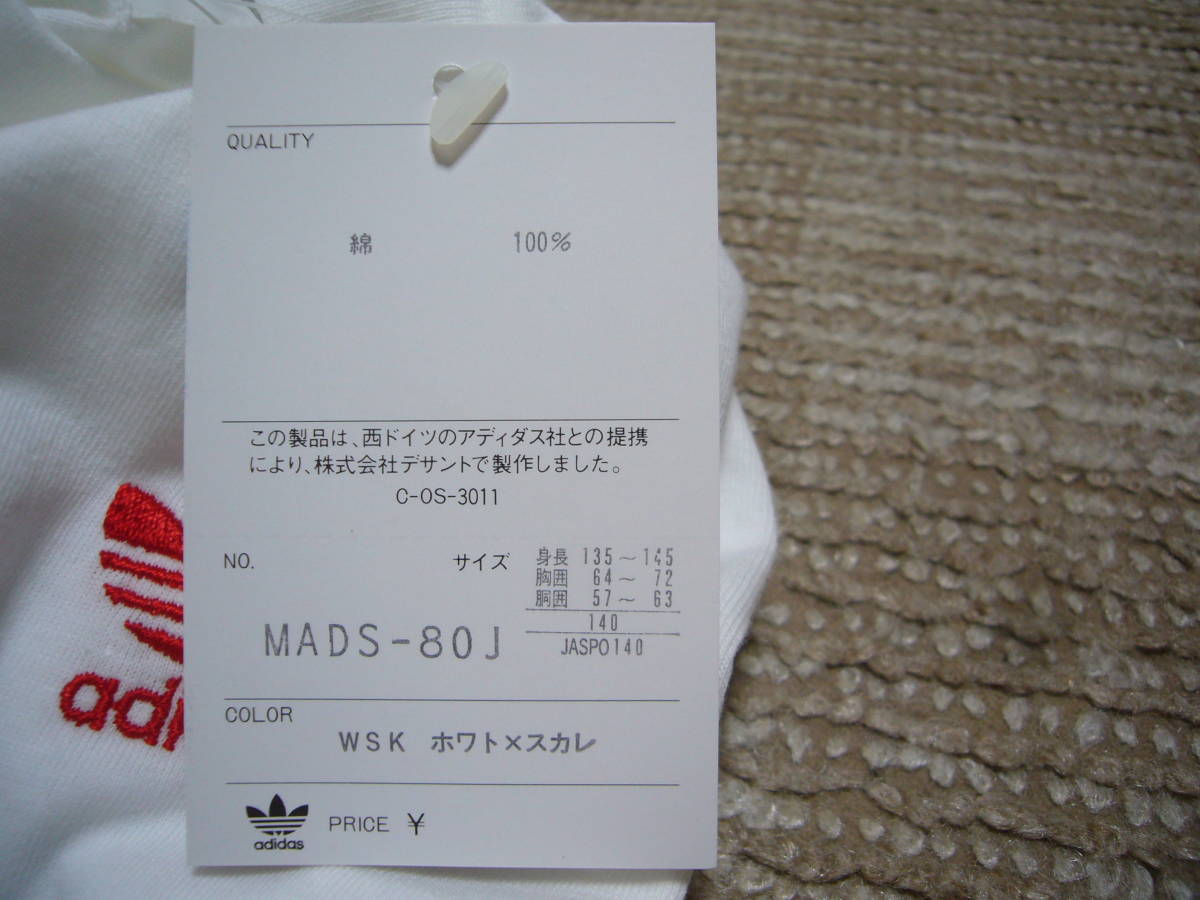 QUALITY
綿 100%
この製品は、西ドイツのアディダス社との提携
により、株式会社デサントで製作しました。
C-OS-3011
NO.
サイズ
身長 135～145
胸囲 64～72
胴囲 57～63
140
JASPO140
MADS-80J
COLOR
WSK ホワト×スカレ
adidas
PRICE ¥
adi